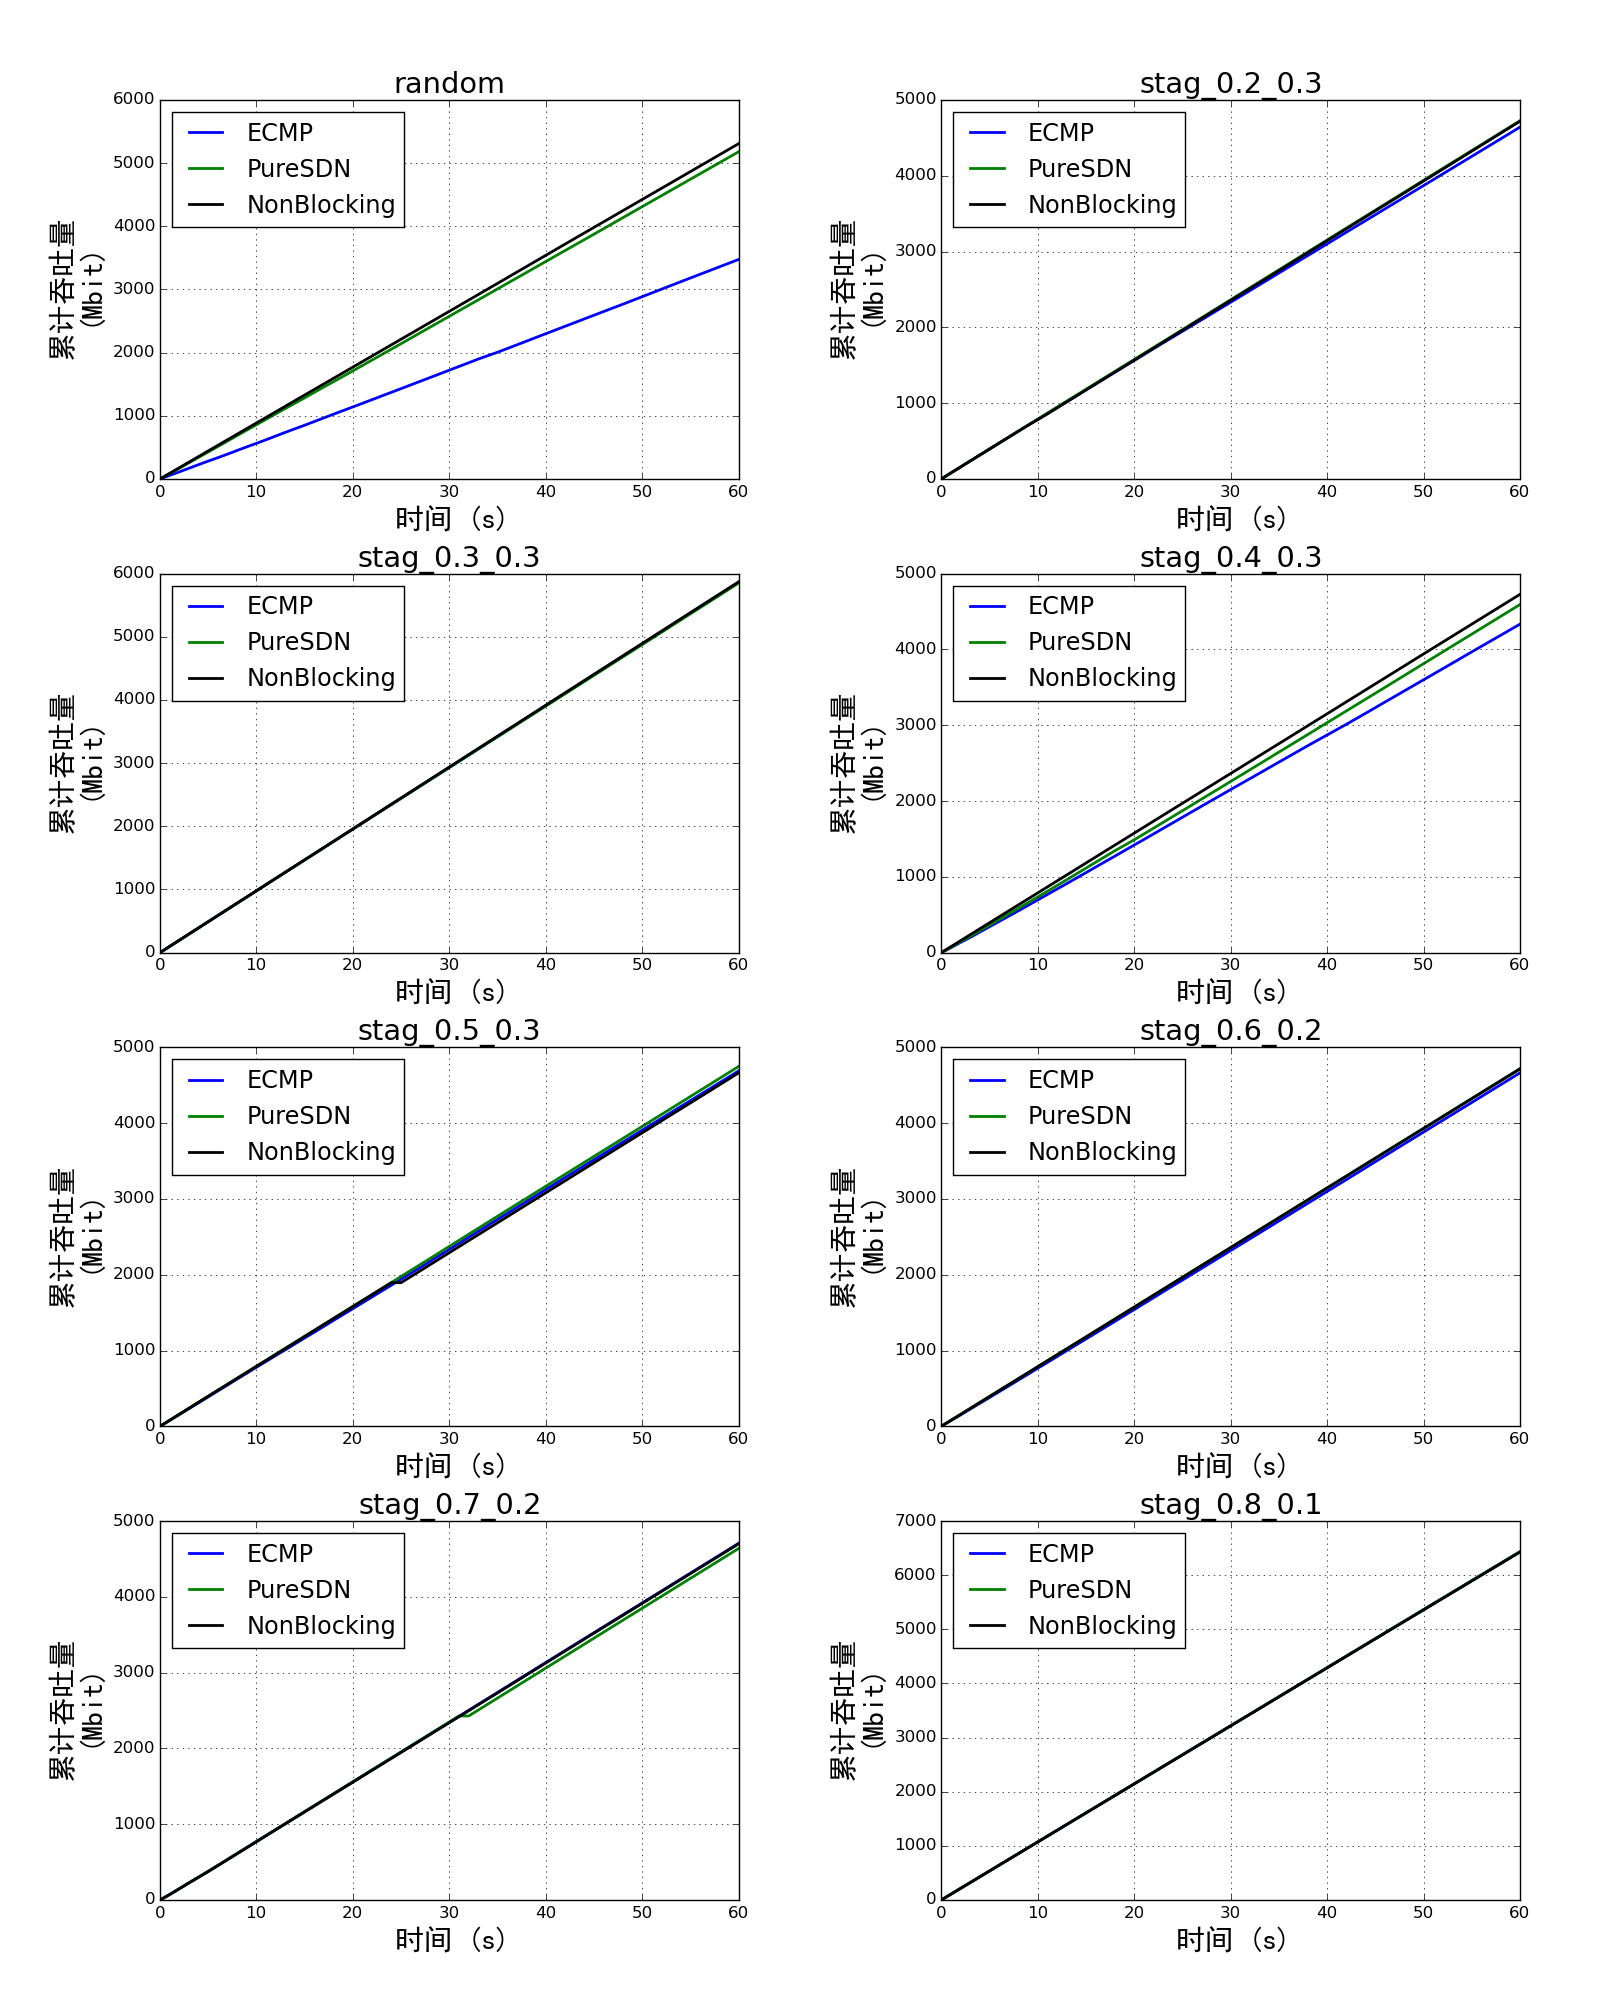 random
6000
5000
4000
3000
2000
1000
0
ECMP
PureSDN
NonBlocking
累计吞吐量
(Mbit)
0 10 20 30 40 50 60
时间 (s)
stag_0.2_0.3
5000
4000
3000
2000
1000
0
ECMP
PureSDN
NonBlocking
累计吞吐量
(Mbit)
0 10 20 30 40 50 60
时间 (s)
stag_0.3_0.3
6000
5000
4000
3000
2000
1000
0
ECMP
PureSDN
NonBlocking
累计吞吐量
(Mbit)
0 10 20 30 40 50 60
时间 (s)
stag_0.4_0.3
5000
4000
3000
2000
1000
0
ECMP
PureSDN
NonBlocking
累计吞吐量
(Mbit)
0 10 20 30 40 50 60
时间 (s)
stag_0.5_0.3
5000
4000
3000
2000
1000
0
ECMP
PureSDN
NonBlocking
累计吞吐量
(Mbit)
0 10 20 30 40 50 60
时间 (s)
stag_0.6_0.2
5000
4000
3000
2000
1000
0
ECMP
PureSDN
NonBlocking
累计吞吐量
(Mbit)
0 10 20 30 40 50 60
时间 (s)
stag_0.7_0.2
5000
4000
3000
2000
1000
0
ECMP
PureSDN
NonBlocking
累计吞吐量
(Mbit)
0 10 20 30 40 50 60
时间 (s)
stag_0.8_0.1
7000
6000
5000
4000
3000
2000
1000
0
ECMP
PureSDN
NonBlocking
累计吞吐量
(Mbit)
0 10 20 30 40 50 60
时间 (s)